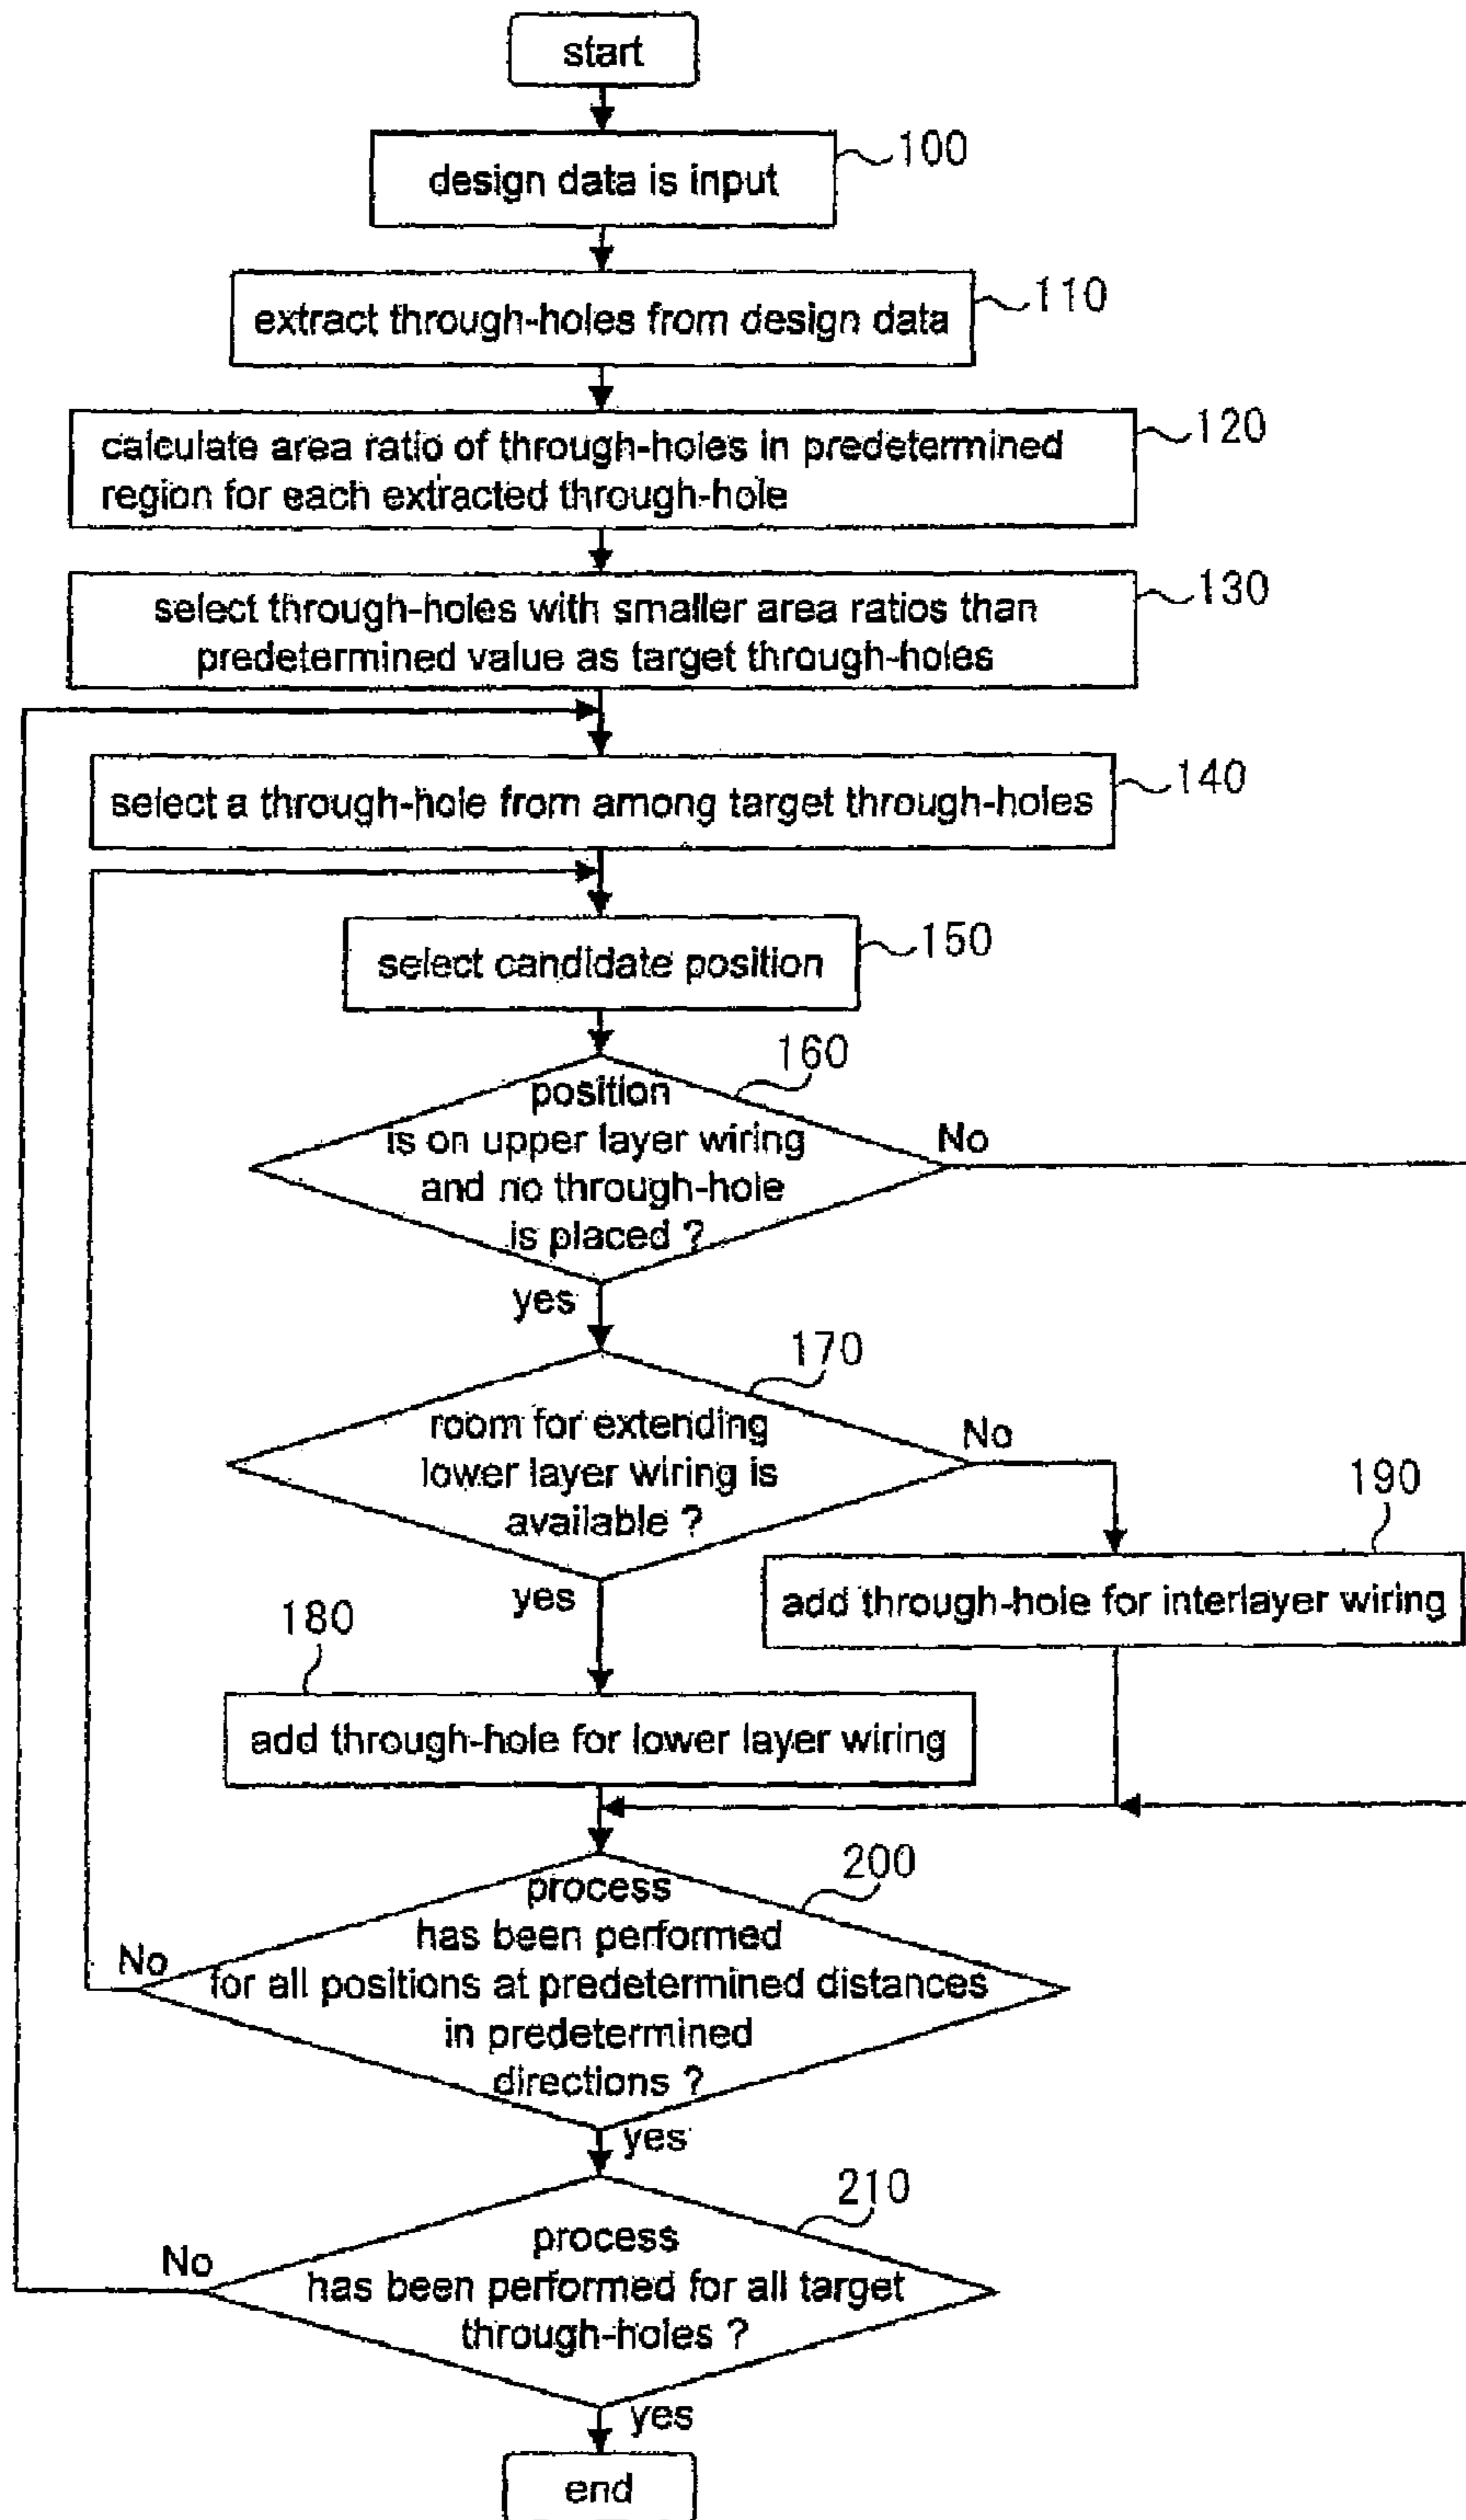 start
100
design data is input
110
extract through-holes from design data
120
calculate area ratio of through-holes in predetermined
region for each extracted through-hole
130
select through-holes with smaller area ratios than
predetermined value as target through-holes
140
select a through-hole from among target through-holes
150
select candidate position
160
position
is on upper layer wiring
and no through-hole
is placed ?
No
yes
170
room for extending
lower layer wiring is
available ?
No
yes
190
add through-hole for interlayer wiring
180
add through-hole for lower layer wiring
200
process
has been performed
for all positions at predetermined distances
in predetermined
directions ?
No
yes
210
process
has been performed for all target
through-holes ?
No
yes
end